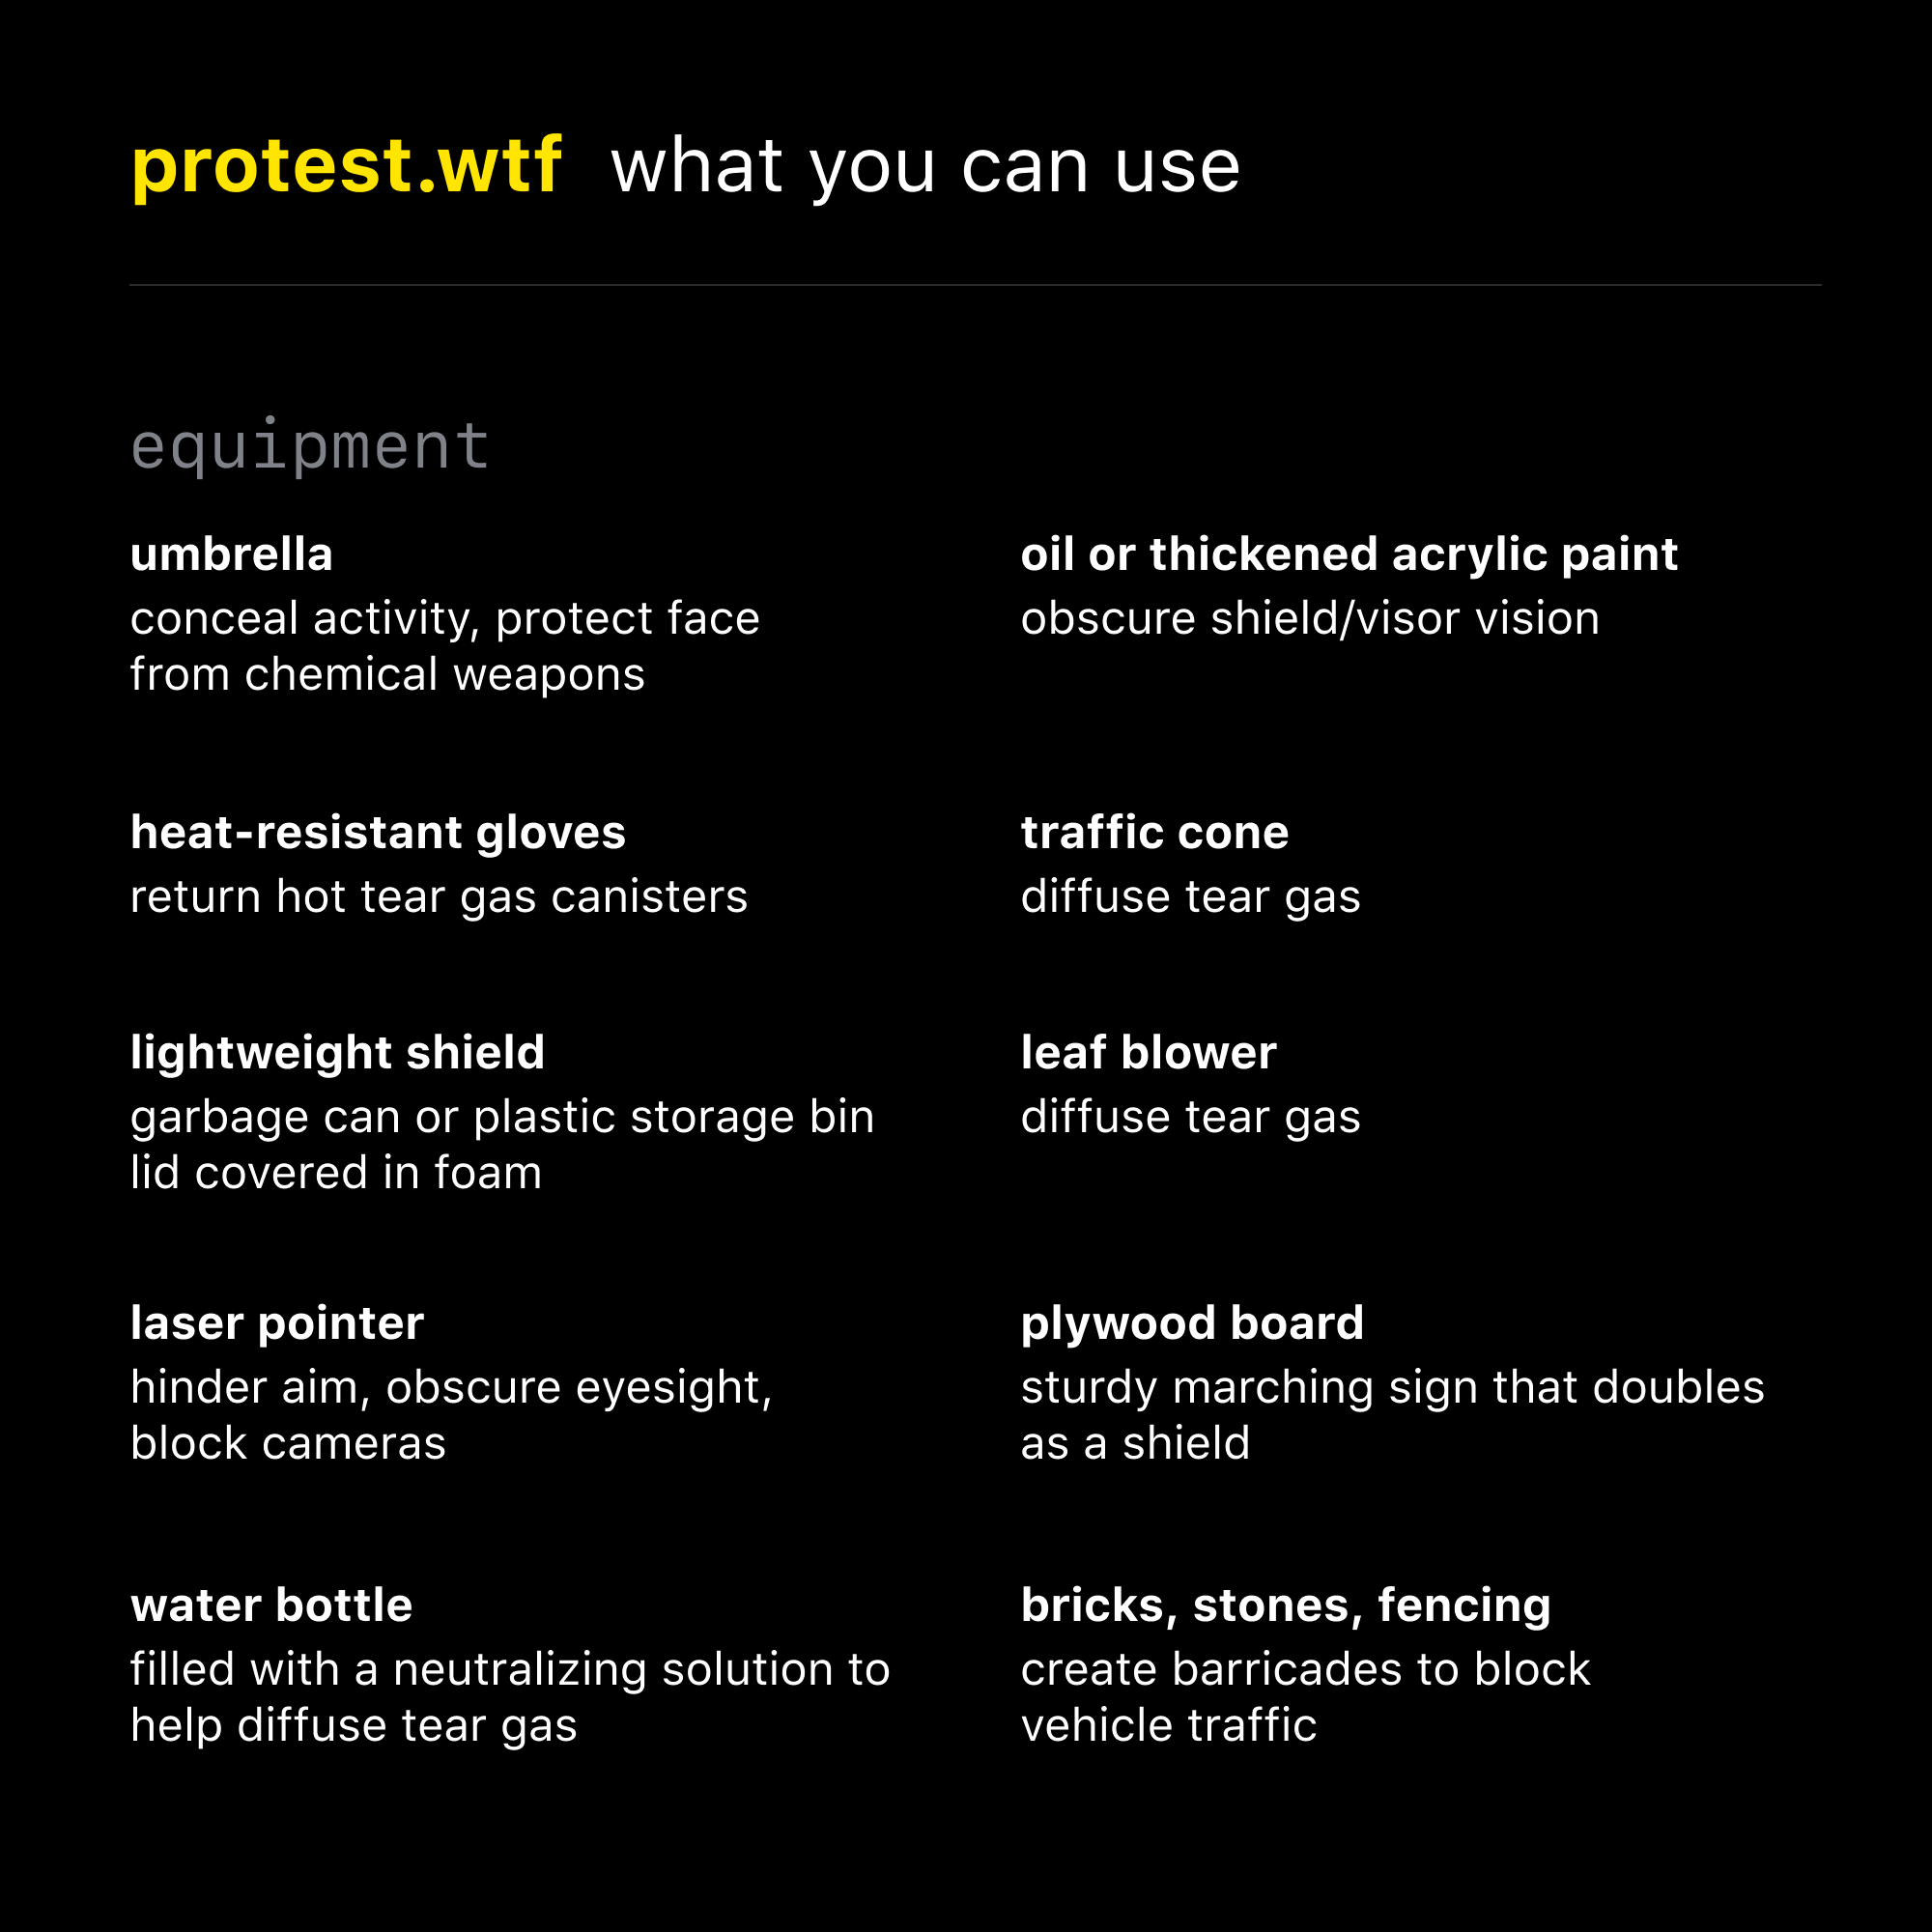 protest.wtf what you can use
equipment
umbrella
conceal activity, protect face
from chemical weapons
oil or thickened acrylic paint
obscure shield/visor vision
heat-resistant gloves
return hot tear gas canisters
traffic cone
diffuse tear gas
lightweight shield
garbage can or plastic storage bin
lid covered in foam
leaf blower
diffuse tear gas
laser pointer
hinder aim, obscure eyesight,
block cameras
plywood board
sturdy marching sign that doubles
as a shield
water bottle
filled with a neutralizing solution to
help diffuse tear gas
bricks, stones, fencing
create barricades to block
vehicle traffic